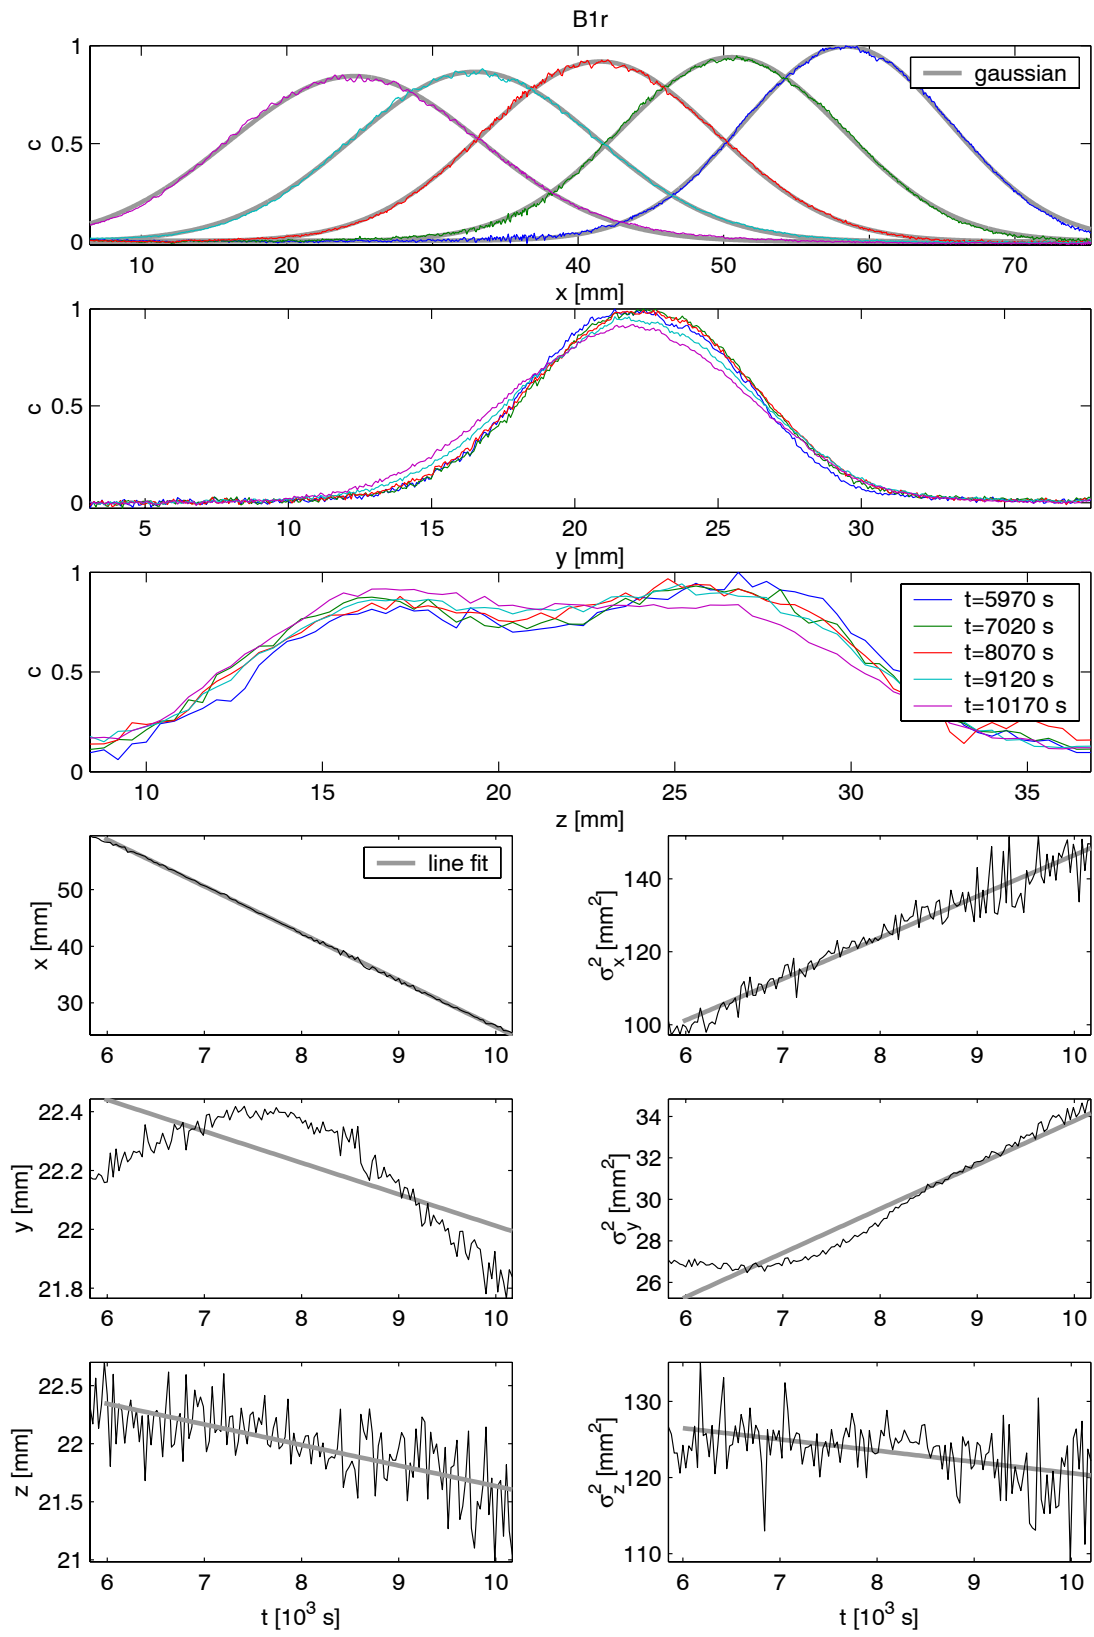 B1r
1
0.5
0
c
gaussian
10 20 30 40 50 60 70
x [mm]
1
0.5
0
c
5 10 15 20 25 30 35
y [mm]
1
0.5
0
c
t=5970 s
t=7020 s
t=8070 s
t=9120 s
t=10170 s
10 15 20 25 30 35
z [mm]
50
40
30
x [mm]
line fit
6 7 8 9 10
140
120
100
σx² [mm²]
6 7 8 9 10
22.4
22.2
22
21.8
y [mm]
6 7 8 9 10
34
32
30
28
26
σy² [mm²]
6 7 8 9 10
22.5
22
21.5
21
z [mm]
6 7 8 9 10
t [10³ s]
130
120
110
σz² [mm²]
6 7 8 9 10
t [10³ s]